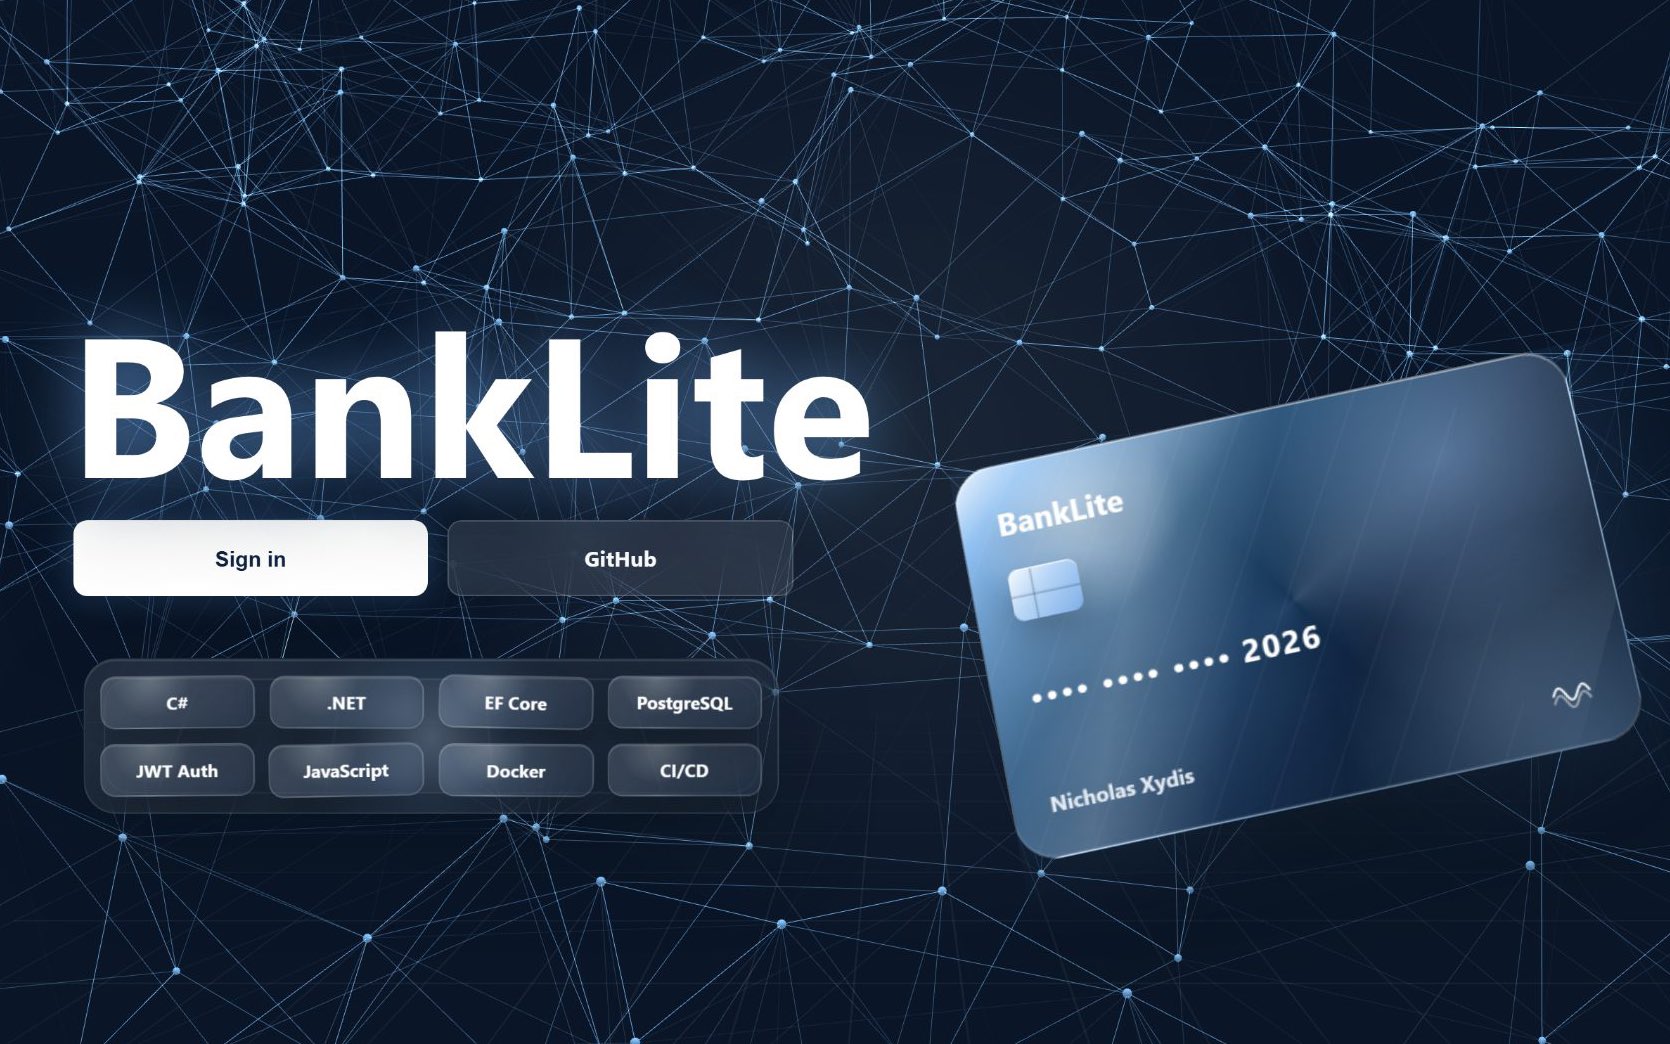 BankLite
Sign in
GitHub
C#
.NET
EF Core
PostgreSQL
JWT Auth
JavaScript
Docker
CI/CD
BankLite
•••• •••• •••• 2026
Nicholas Xydis